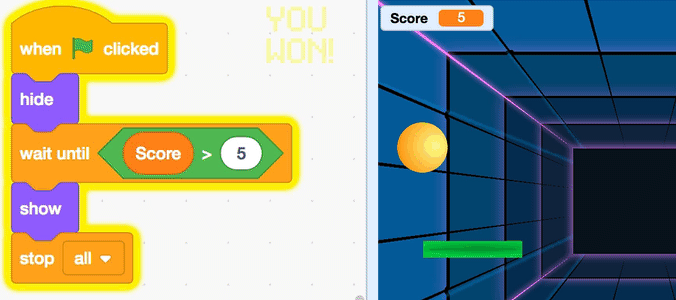 YOU
WON!
when clicked
hide
wait until Score > 5
show
stop all
Score 5